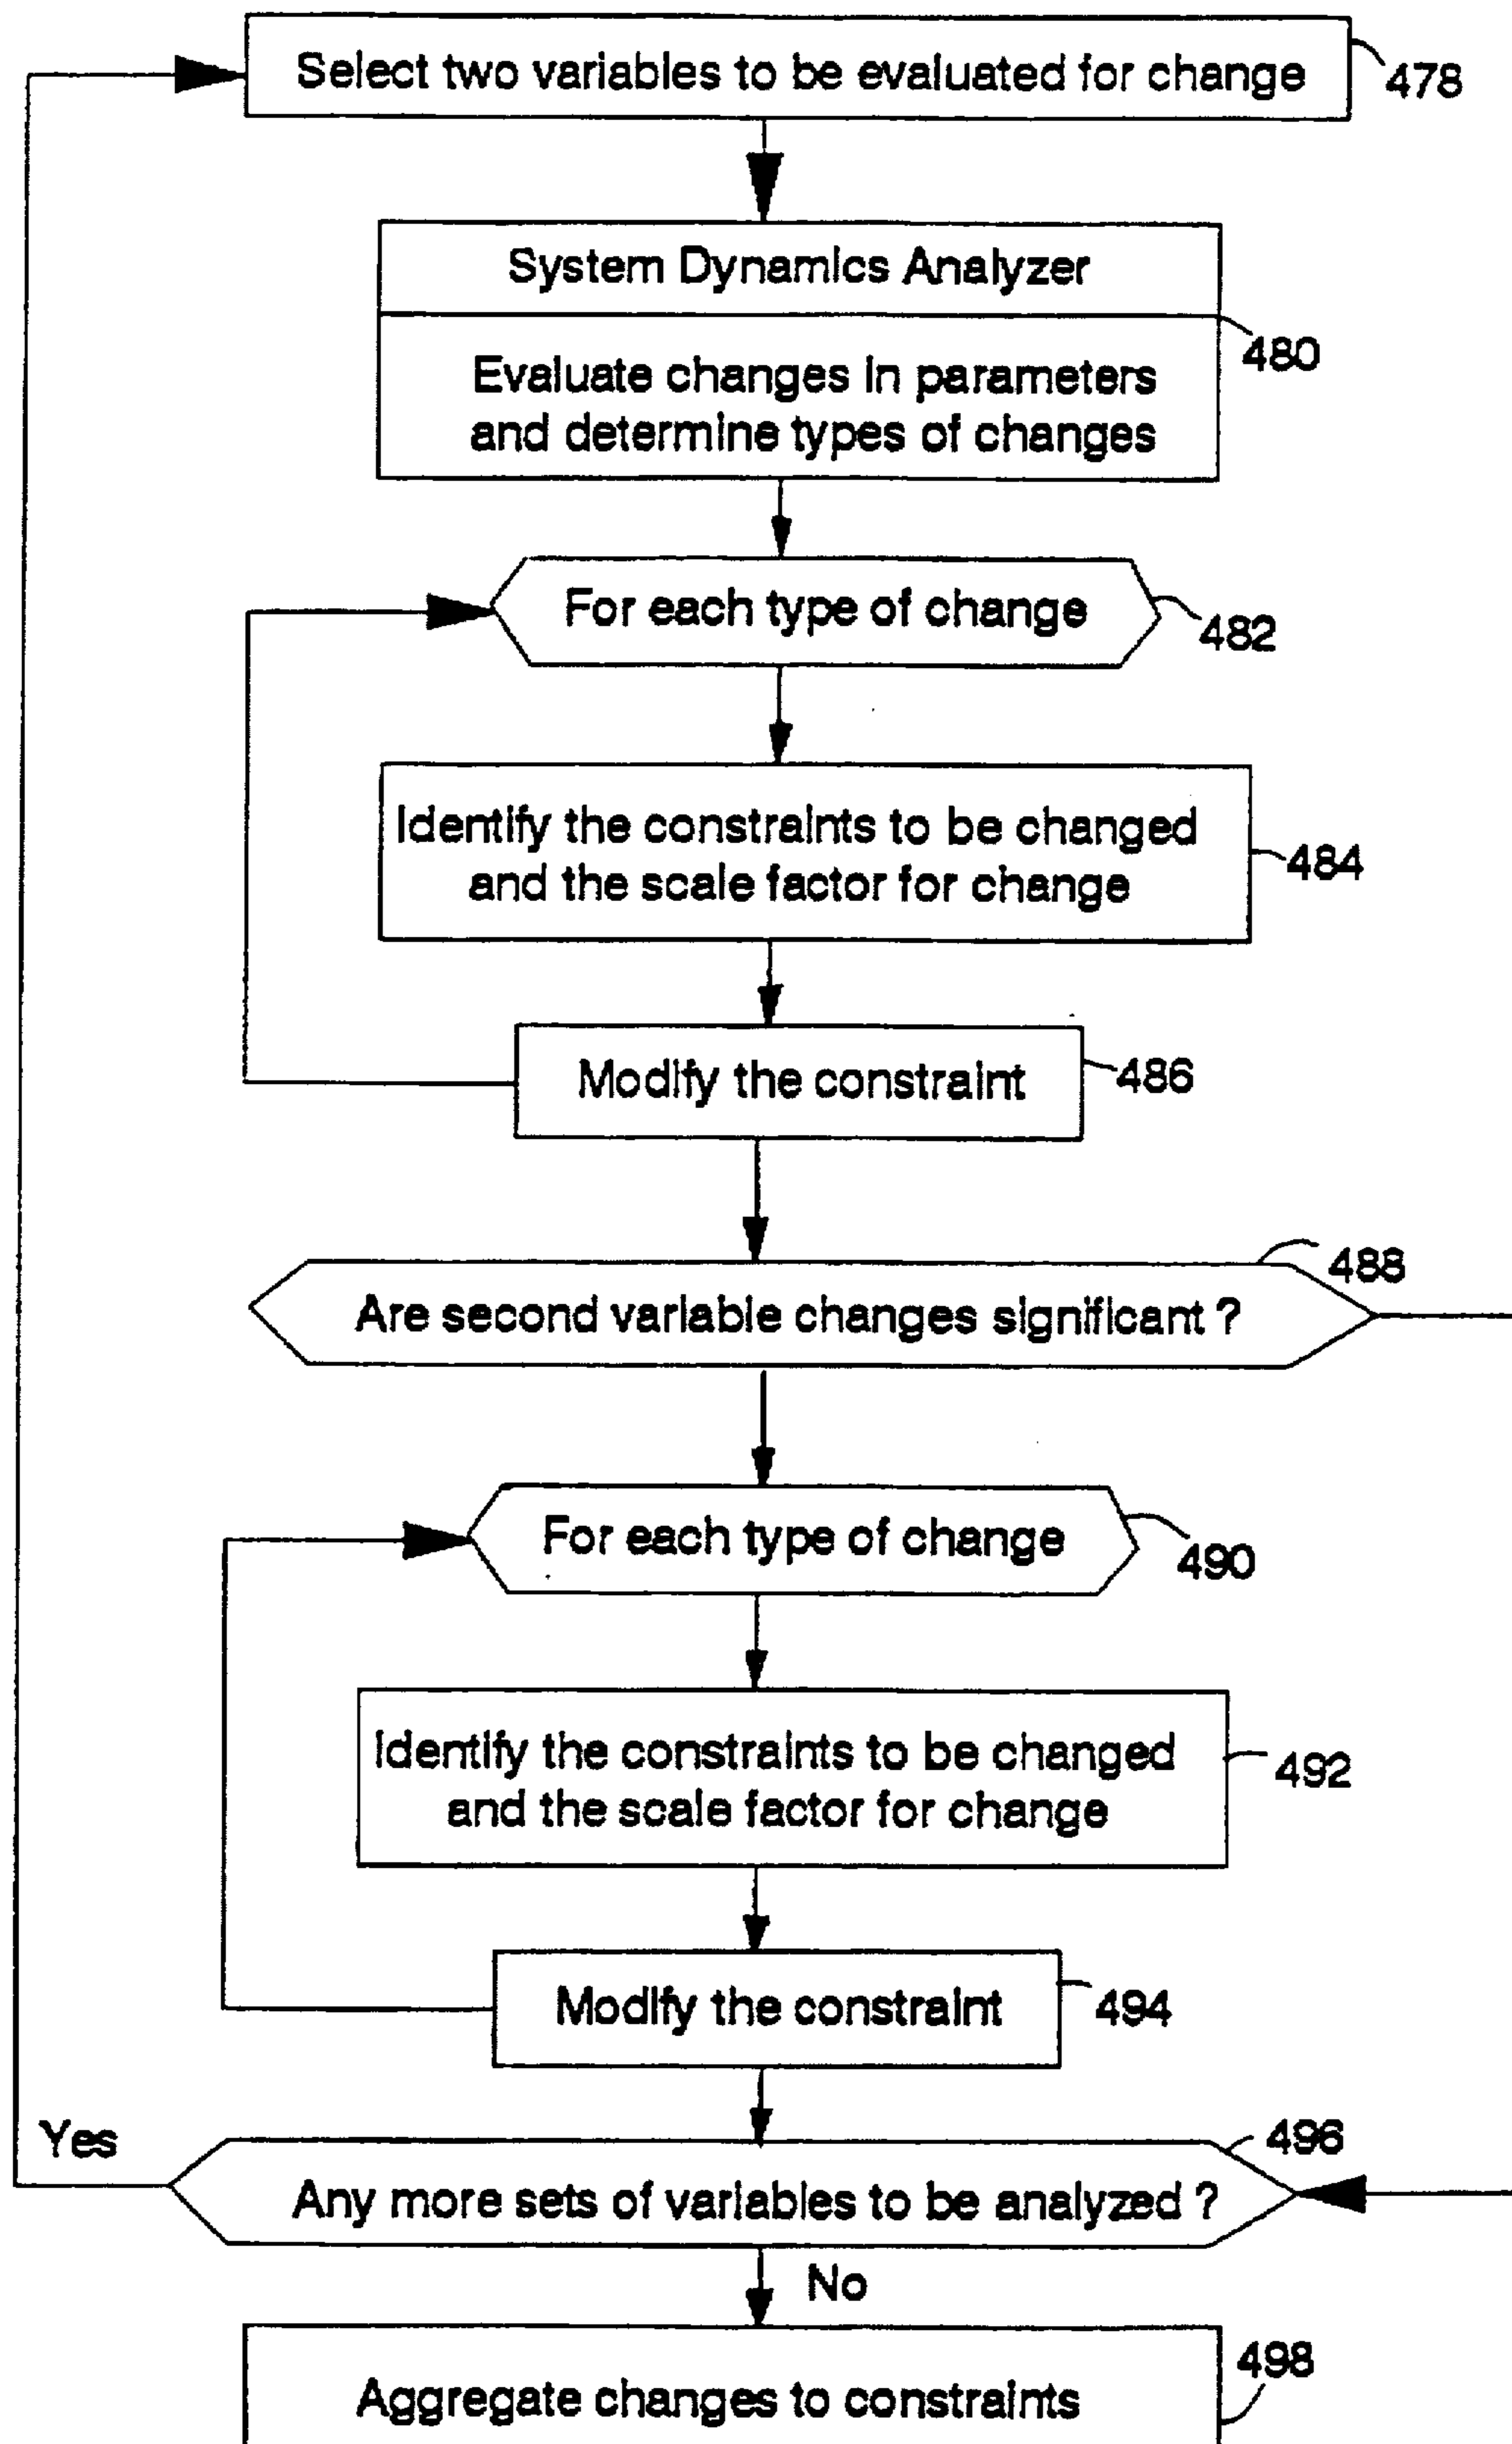 Select two variables to be evaluated for change
478
System Dynamics Analyzer
480
Evaluate changes in parameters
and determine types of changes
For each type of change
482
Identify the constraints to be changed
and the scale factor for change
484
Modify the constraint
486
488
Are second variable changes significant ?
For each type of change
490
Identify the constraints to be changed
and the scale factor for change
492
Modify the constraint
494
Yes
496
Any more sets of variables to be analyzed ?
No
498
Aggregate changes to constraints